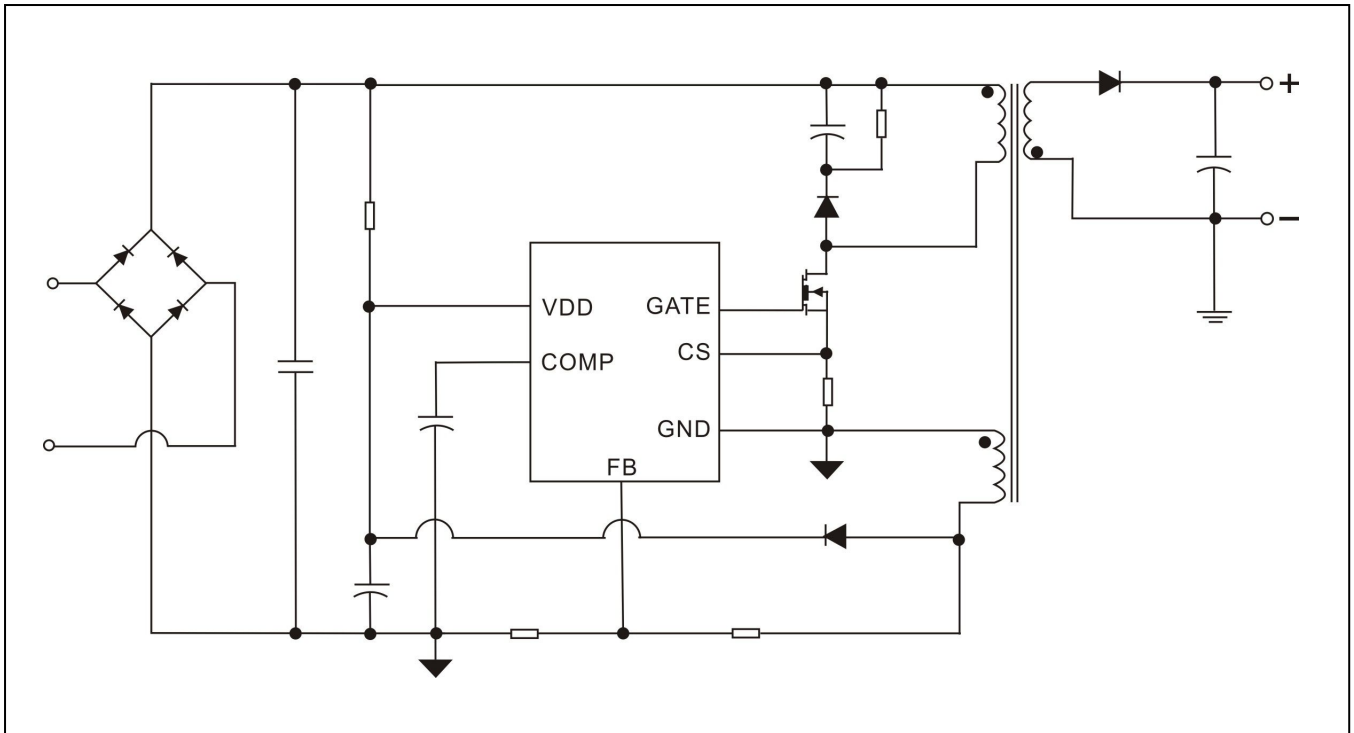 +
−
VDD
GATE
COMP
CS
GND
FB